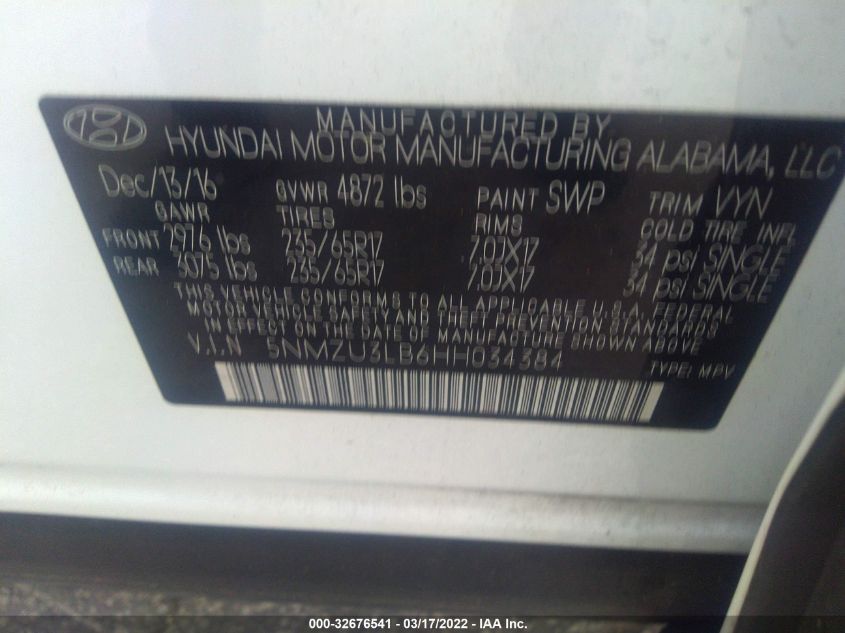 MANUFACTURED BY
HYUNDAI MOTOR MANUFACTURING ALABAMA, LLC
Dec/13/16 GVWR 4872 lbs PAINT SWP TRIM VYN
GAWR TIRES RIMS COLD TIRE INFL.
FRONT 2976 lbs 235/65R17 7.0JX17 34 psi SINGLE
REAR 3075 lbs 235/65R17 7.0JX17 34 psi SINGLE
THIS VEHICLE CONFORMS TO ALL APPLICABLE U.S.A. FEDERAL
MOTOR VEHICLE SAFETY AND THEFT PREVENTION STANDARDS
IN EFFECT ON THE DATE OF MANUFACTURE SHOWN ABOVE.
V.I.N 5NMZU3LB6HH034384 TYPE: MPV
000-32676541 - 03/17/2022 - IAA Inc.